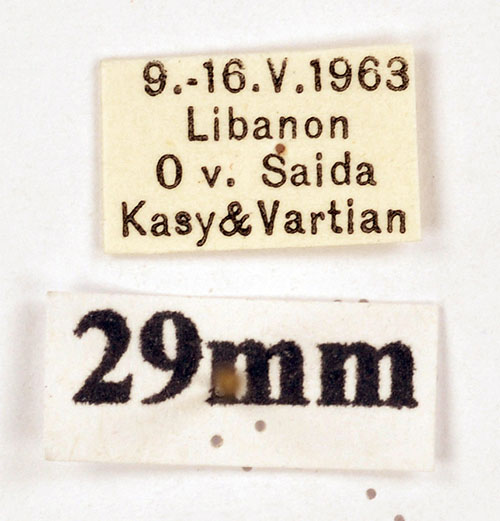 9.-16.V.1963
Libanon
O v. Saida
Kasy&Vartian
29mm